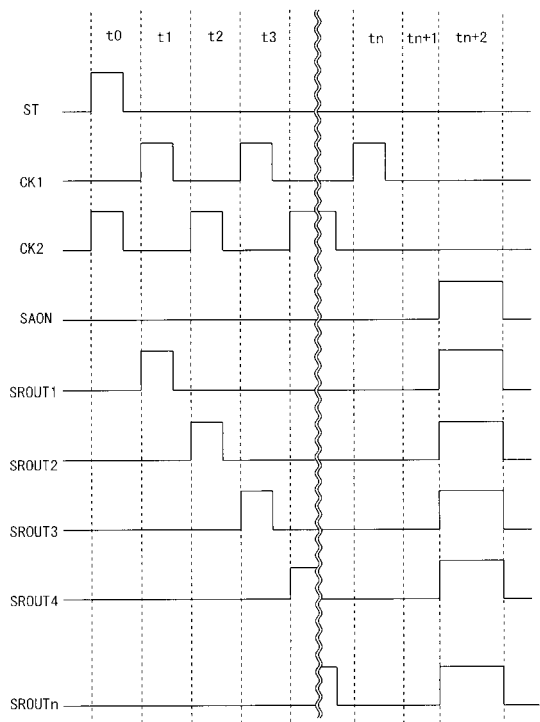 t0 t1 t2 t3 tn tn+1 tn+2
ST
CK1
CK2
SAON
SROUT1
SROUT2
SROUT3
SROUT4
SROUTn